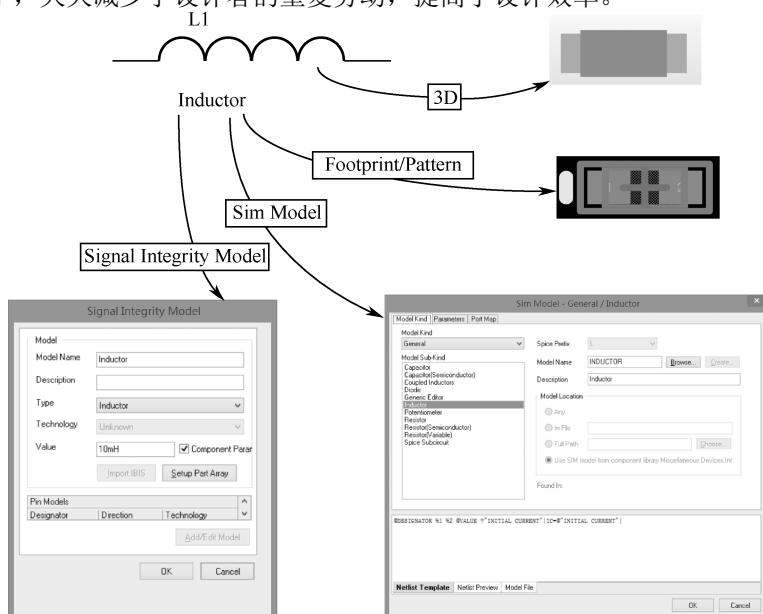 ，大大减少了设计者的重复劳动，提高了设计效率。
L1
Inductor
3D
Footprint/Pattern
Sim Model
Signal Integrity Model
Signal Integrity Model
Model
Model Name Inductor
Description
Type Inductor
Technology Unknown
Value 10mH Component Parar
Import IBIS Setup Part Array
Pin Models
Designator Direction Technology
Add/Edit Model
OK Cancel
Sim Model - General / Inductor
Model Kind Parameters Port Map
Model Kind
General
Model Sub-Kind
Capacitor
Capacitor(Semiconductor)
Coupled Inductors
Diode
Generic Editor
Inductor
Potentiometer
Resistor
Resistor(Semiconductor)
Resistor(Variable)
Spice Subcircuit
Spice Prefix L
Model Name INDUCTOR Browse... Create...
Description Inductor
Model Location
Any
In File
Full Path Choose...
Use SIM model from component library Miscellaneous Devices.Int
Found In:
@DESIGNATOR %1 %2 @VALUE ?"INITIAL CURRENT"|IC=@"INITIAL CURRENT"|
Netlist Template Netlist Preview Model File
OK Cancel